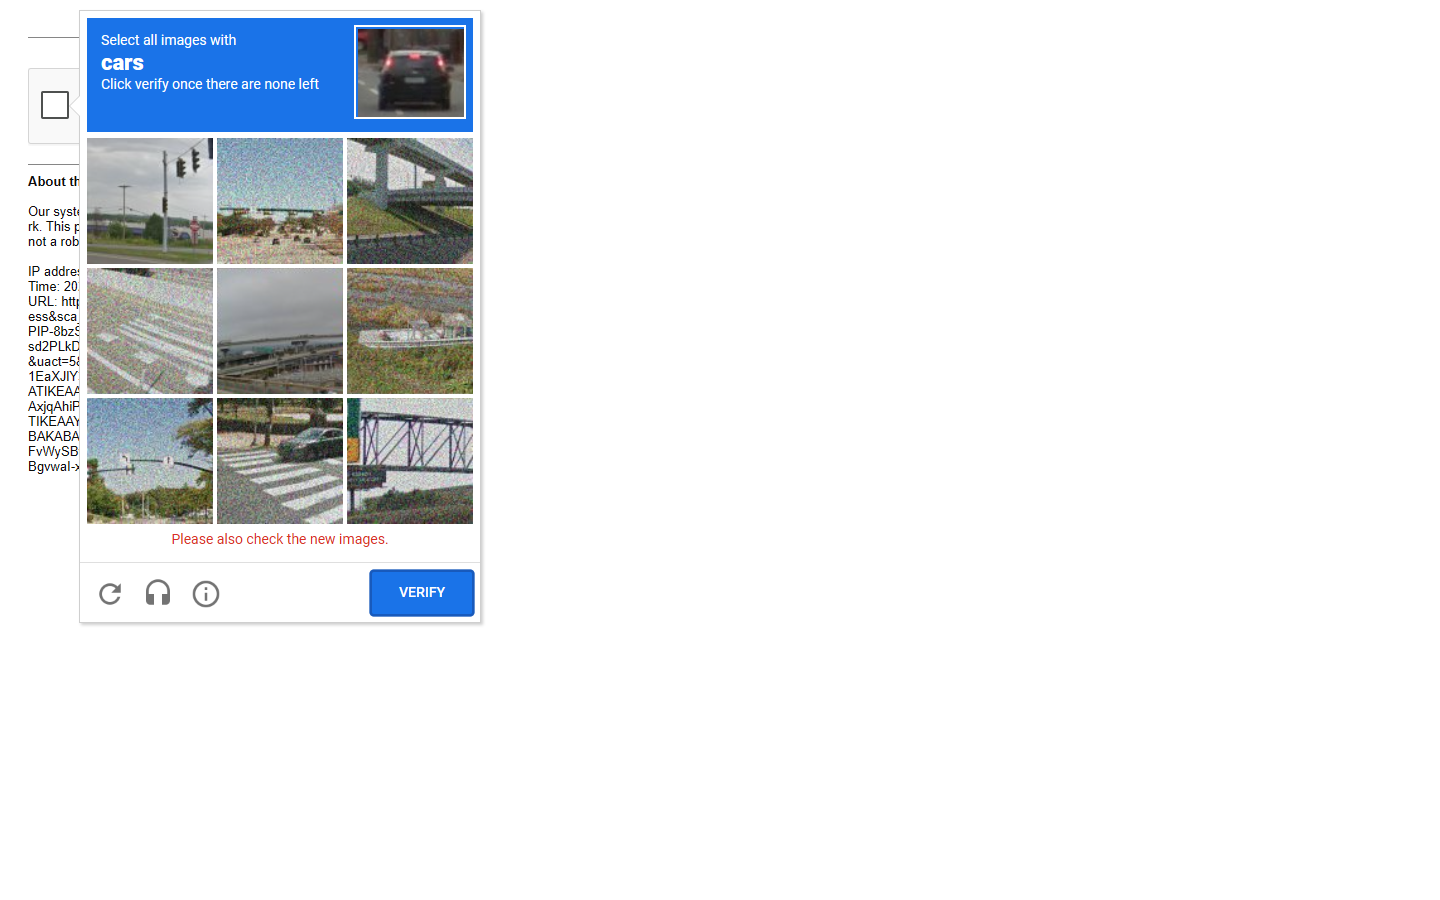 Select all images with
cars
Click verify once there are none left
About th
Our syste
rk. This p
not a rob
IP addres
Time: 20
URL: http
ess&sca
PIP-8bzS
sd2PLkD
&uact=5&
1EaXJlY
ATIKEAA
AxjqAhiP
TIKEAAY
BAKABA
FvWySB
Bgvwal-x
Please also check the new images.
VERIFY